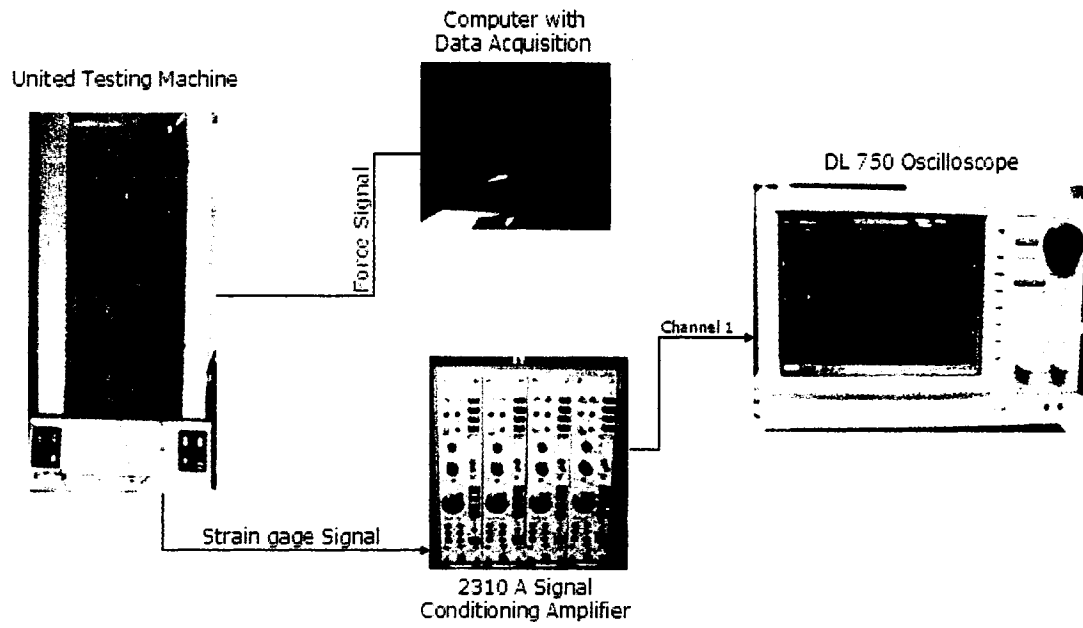 Computer with
Data Acquisition
United Testing Machine
Force Signal
DL 750 Oscilloscope
Channel 1
Strain gage Signal
2310 A Signal
Conditioning Amplifier